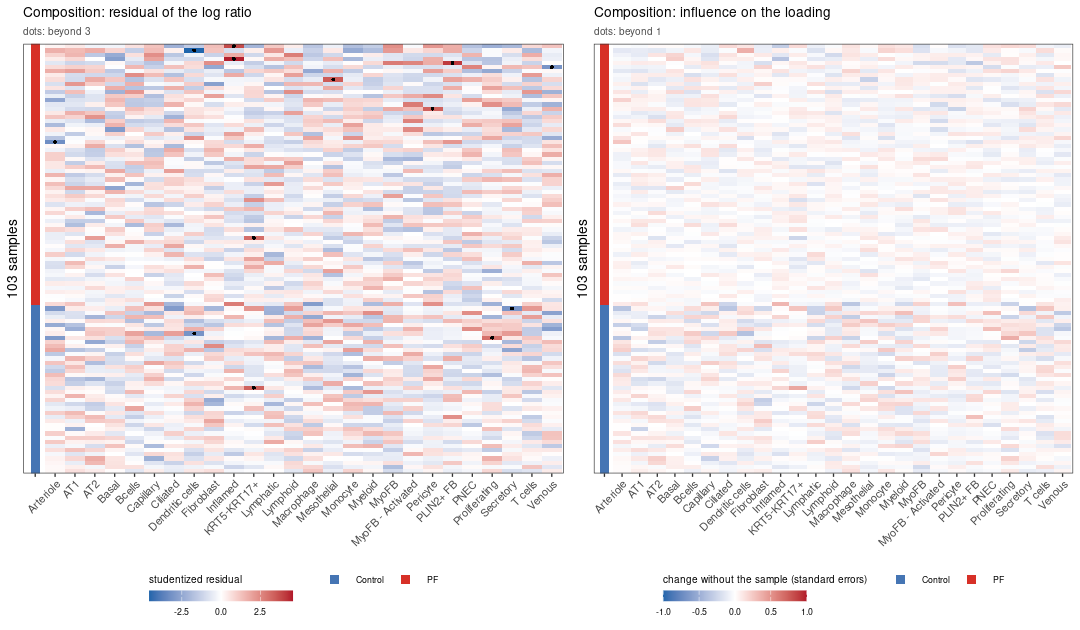 Composition: residual of the log ratio
dots: beyond 3
103 samples
Arteriole
AT1
AT2
Basal
Bcells
Capillary
Ciliated
Dendritic cells
Fibroblast
Inflamed
KRT5-KRT17+
Lymphatic
Lymphoid
Macrophage
Mesothelial
Monocyte
Myeloid
MyoFB
MyoFB - Activated
Pericyte
PLIN2+ FB
PNEC
Proliferating
Secretory
T cells
Venous
studentized residual
-2.5 0.0 2.5
Control PF
Composition: influence on the loading
dots: beyond 1
103 samples
Arteriole
AT1
AT2
Basal
Bcells
Capillary
Ciliated
Dendritic cells
Fibroblast
Inflamed
KRT5-KRT17+
Lymphatic
Lymphoid
Macrophage
Mesothelial
Monocyte
Myeloid
MyoFB
MyoFB - Activated
Pericyte
PLIN2+ FB
PNEC
Proliferating
Secretory
T cells
Venous
change without the sample (standard errors)
-1.0 -0.5 0.0 0.5 1.0
Control PF